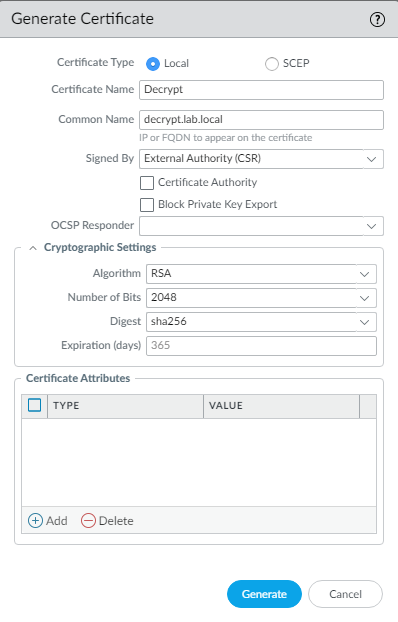 Generate Certificate ?
Certificate Type Local SCEP
Certificate Name Decrypt
Common Name decrypt.lab.local
IP or FQDN to appear on the certificate
Signed By External Authority (CSR)
Certificate Authority
Block Private Key Export
OCSP Responder
Cryptographic Settings
Algorithm RSA
Number of Bits 2048
Digest sha256
Expiration (days) 365
Certificate Attributes
TYPE VALUE
Add Delete
Generate Cancel